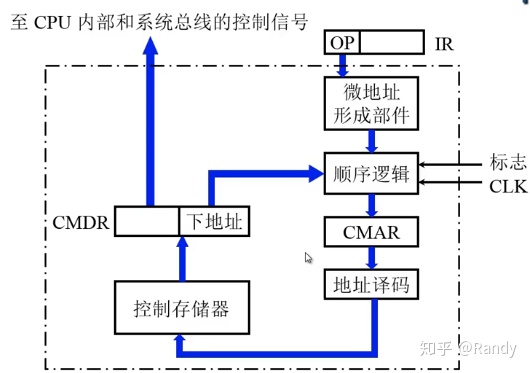 至 CPU 内部和系统总线的控制信号
OP
IR
微地址
形成部件
标志
顺序逻辑
CLK
CMDR
下地址
CMAR
地址译码
控制存储器
知乎 @Randy